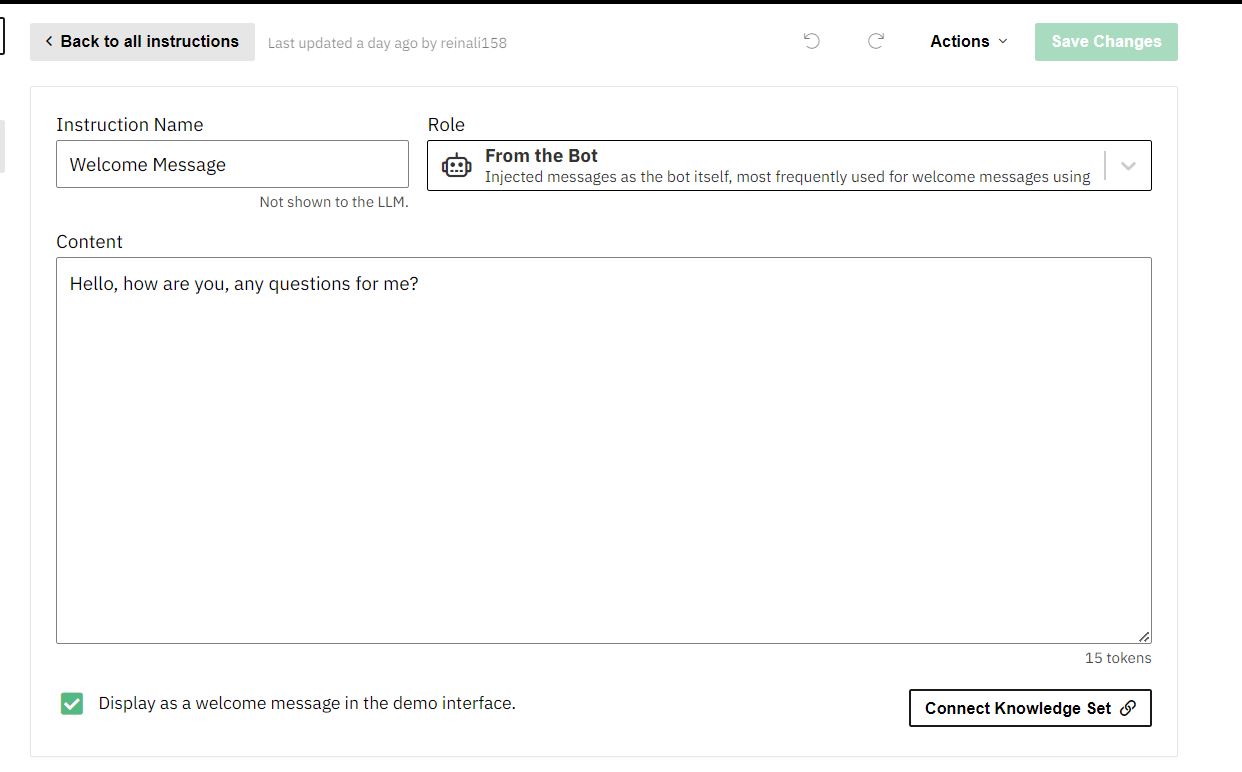 Back to all instructions
Last updated a day ago by reinali158
Actions
Save Changes
Instruction Name
Role
Welcome Message
From the Bot
Injected messages as the bot itself, most frequently used for welcome messages using
Not shown to the LLM.
Content
Hello, how are you, any questions for me?
15 tokens
Display as a welcome message in the demo interface.
Connect Knowledge Set